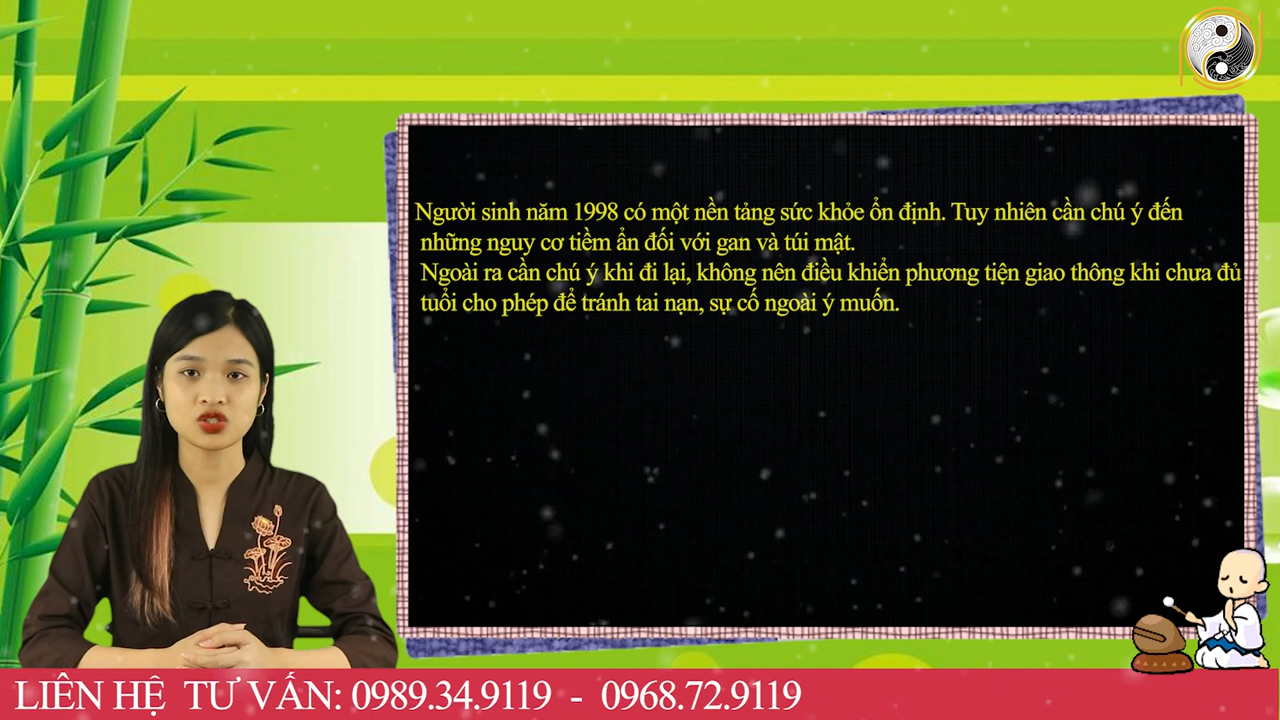 Người sinh năm 1998 có một nền tảng sức khỏe ổn định. Tuy nhiên cần chú ý đến
những nguy cơ tiềm ẩn đối với gan và túi mật.
Ngoài ra cần chú ý khi đi lại, không nên điều khiển phương tiện giao thông khi chưa đủ
tuổi cho phép để tránh tai nạn, sự cố ngoài ý muốn.
LIÊN HỆ TƯ VẤN: 0989.34.9119 - 0968.72.9119